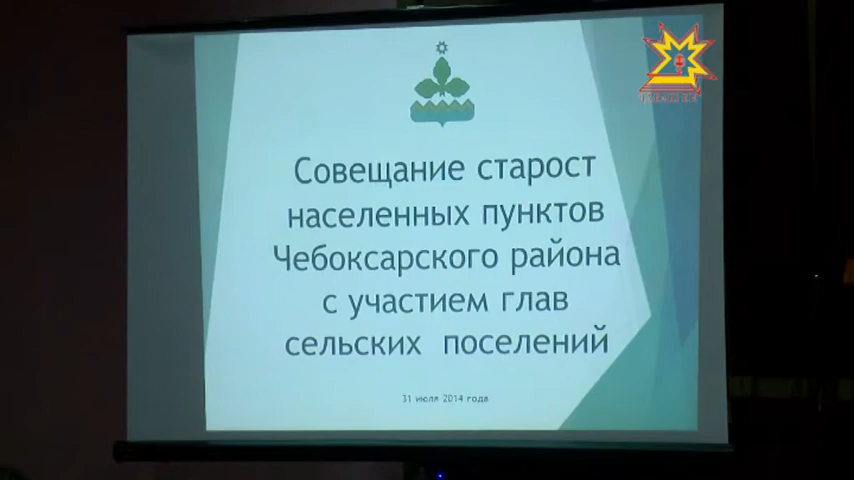 Совещание старост
населенных пунктов
Чебоксарского района
с участием глав
сельских поселений
31 июля 2014 года